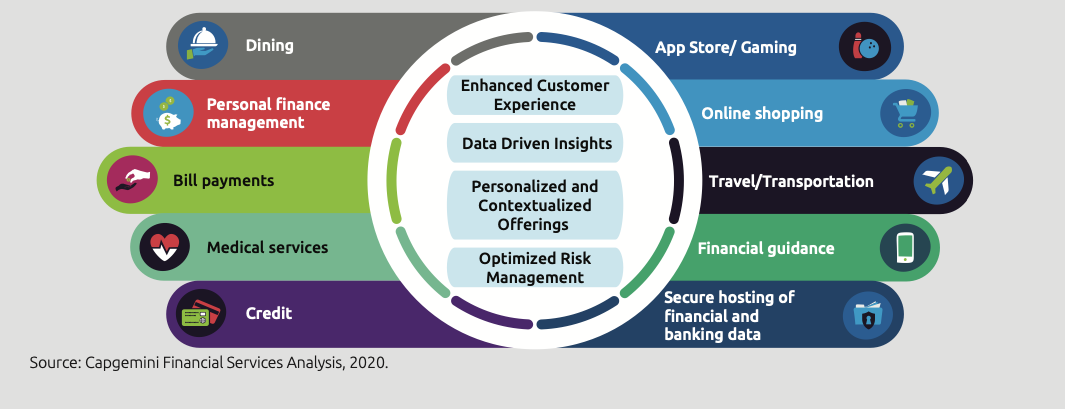 Dining
Personal finance
management
Bill payments
Medical services
Credit
Enhanced Customer
Experience
Data Driven Insights
Personalized and
Contextualized
Offerings
Optimized Risk
Management
App Store/ Gaming
Online shopping
Travel/Transportation
Financial guidance
Secure hosting of
financial and
banking data
Source: Capgemini Financial Services Analysis, 2020.